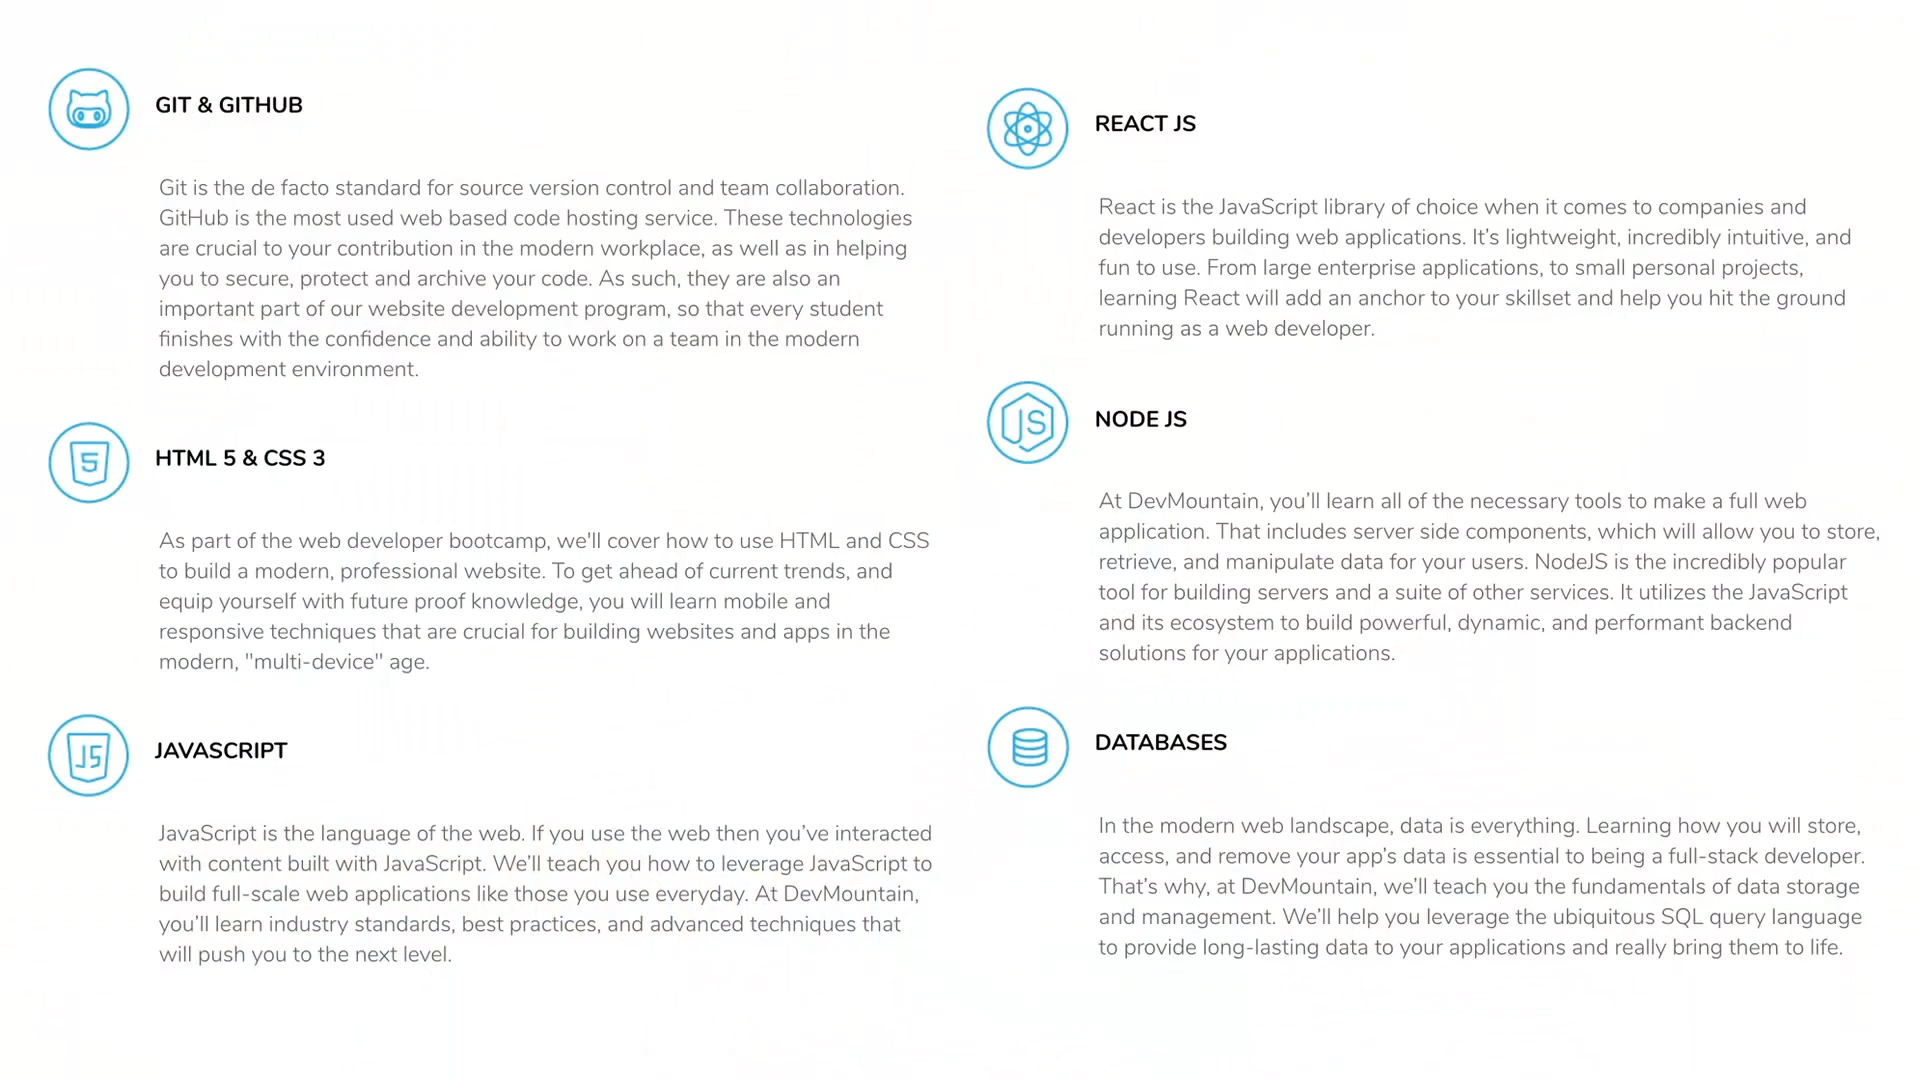 GIT & GITHUB
Git is the de facto standard for source version control and team collaboration.
GitHub is the most used web based code hosting service. These technologies
are crucial to your contribution in the modern workplace, as well as in helping
you to secure, protect and archive your code. As such, they are also an
important part of our website development program, so that every student
finishes with the confidence and ability to work on a team in the modern
development environment.
5
HTML 5 & CSS 3
As part of the web developer bootcamp, we'll cover how to use HTML and CSS
to build a modern, professional website. To get ahead of current trends, and
equip yourself with future proof knowledge, you will learn mobile and
responsive techniques that are crucial for building websites and apps in the
modern, "multi-device" age.
JS
JAVASCRIPT
JavaScript is the language of the web. If you use the web then you’ve interacted
with content built with JavaScript. We’ll teach you how to leverage JavaScript to
build full-scale web applications like those you use everyday. At DevMountain,
you’ll learn industry standards, best practices, and advanced techniques that
will push you to the next level.
REACT JS
React is the JavaScript library of choice when it comes to companies and
developers building web applications. It’s lightweight, incredibly intuitive, and
fun to use. From large enterprise applications, to small personal projects,
learning React will add an anchor to your skillset and help you hit the ground
running as a web developer.
JS
NODE JS
At DevMountain, you’ll learn all of the necessary tools to make a full web
application. That includes server side components, which will allow you to store,
retrieve, and manipulate data for your users. NodeJS is the incredibly popular
tool for building servers and a suite of other services. It utilizes the JavaScript
and its ecosystem to build powerful, dynamic, and performant backend
solutions for your applications.
DATABASES
In the modern web landscape, data is everything. Learning how you will store,
access, and remove your app’s data is essential to being a full-stack developer.
That’s why, at DevMountain, we’ll teach you the fundamentals of data storage
and management. We’ll help you leverage the ubiquitous SQL query language
to provide long-lasting data to your applications and really bring them to life.